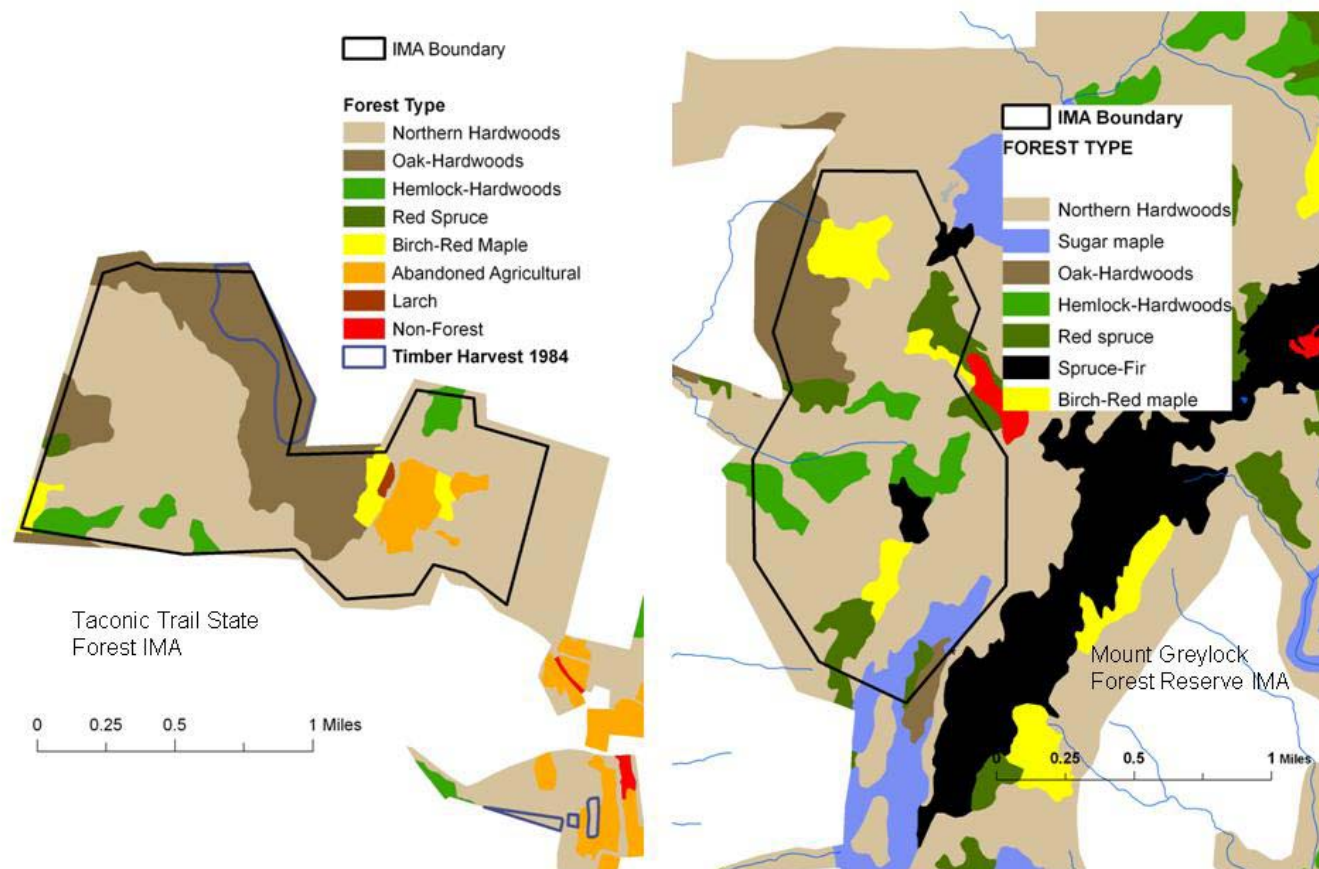 IMA Boundary
Forest Type
Northern Hardwoods
Oak-Hardwoods
Hemlock-Hardwoods
Red Spruce
Birch-Red Maple
Abandoned Agricultural
Larch
Non-Forest
Timber Harvest 1984
Taconic Trail State
Forest IMA
0 0.25 0.5 1 Miles
IMA Boundary
FOREST TYPE
Northern Hardwoods
Sugar maple
Oak-Hardwoods
Hemlock-Hardwoods
Red spruce
Spruce-Fir
Birch-Red maple
Mount Greylock
Forest Reserve IMA
0 0.25 0.5 1 Miles